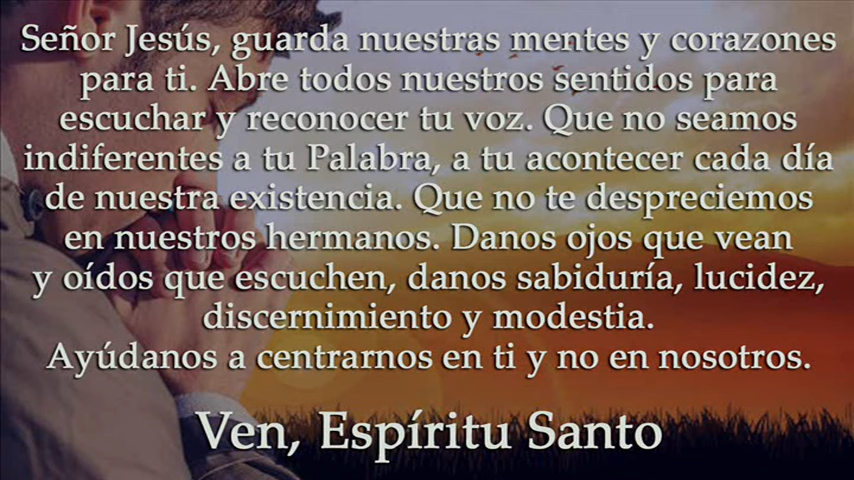 Señor Jesús, guarda nuestras mentes y corazones
para ti. Abre todos nuestros sentidos para
escuchar y reconocer tu voz. Que no seamos
indiferentes a tu Palabra, a tu acontecer cada día
de nuestra existencia. Que no te despreciemos
en nuestros hermanos. Danos ojos que vean
y oídos que escuchen, danos sabiduría, lucidez,
discernimiento y modestia.
Ayúdanos a centrarnos en ti y no en nosotros.
Ven, Espíritu Santo